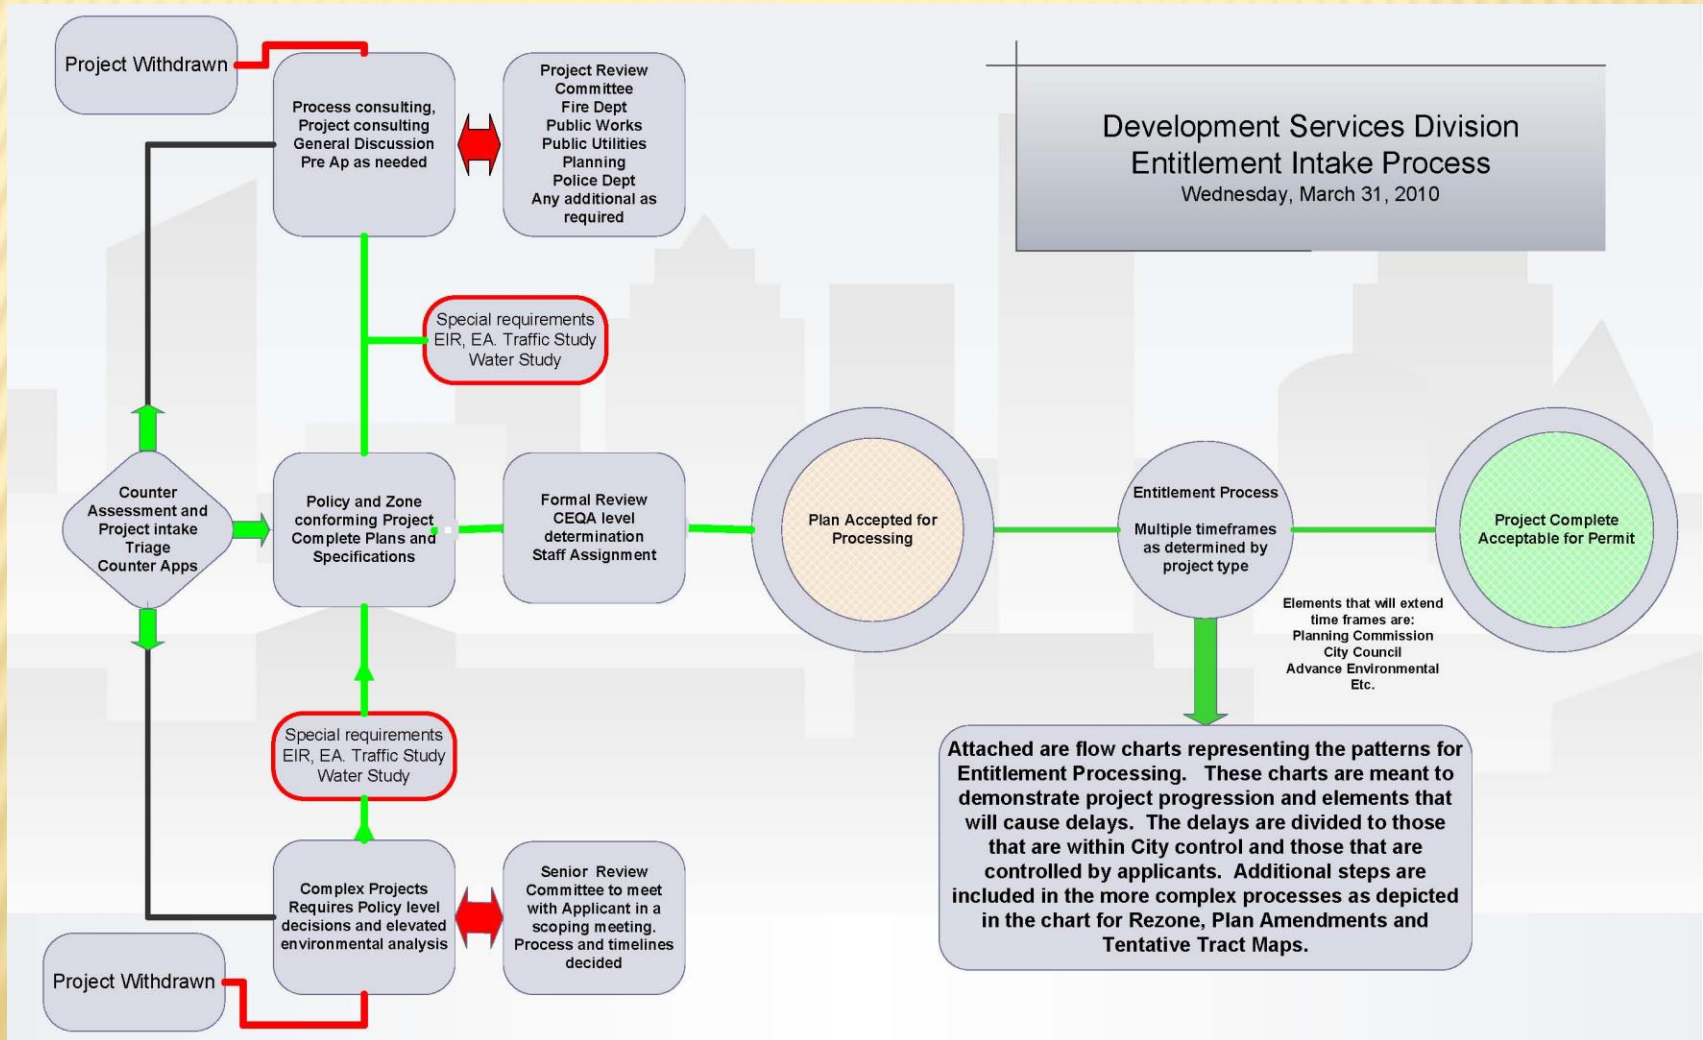 Project Withdrawn
Process consulting,
Project consulting
General Discussion
Pre Ap as needed
Project Review
Committee
Fire Dept
Public Works
Public Utilities
Planning
Police Dept
Any additional as
required
Development Services Division
Entitlement Intake Process
Wednesday, March 31, 2010
Special requirements
EIR, EA. Traffic Study
Water Study
Counter
Assessment and
Project intake
Triage
Counter Apps
Policy and Zone
conforming Project
Complete Plans and
Specifications
Formal Review
CEQA level
determination
Staff Assignment
Plan Accepted for
Processing
Entitlement Process
Multiple timeframes
as determined by
project type
Project Complete
Acceptable for Permit
Elements that will extend
time frames are:
Planning Commission
City Council
Advance Environmental
Etc.
Special requirements
EIR, EA. Traffic Study
Water Study
Attached are flow charts representing the patterns for
Entitlement Processing. These charts are meant to
demonstrate project progression and elements that
will cause delays. The delays are divided to those
that are within City control and those that are
controlled by applicants. Additional steps are
included in the more complex processes as depicted
in the chart for Rezone, Plan Amendments and
Tentative Tract Maps.
Complex Projects
Requires Policy level
decisions and elevated
environmental analysis
Senior Review
Committee to meet
with Applicant in a
scoping meeting.
Process and timelines
decided
Project Withdrawn